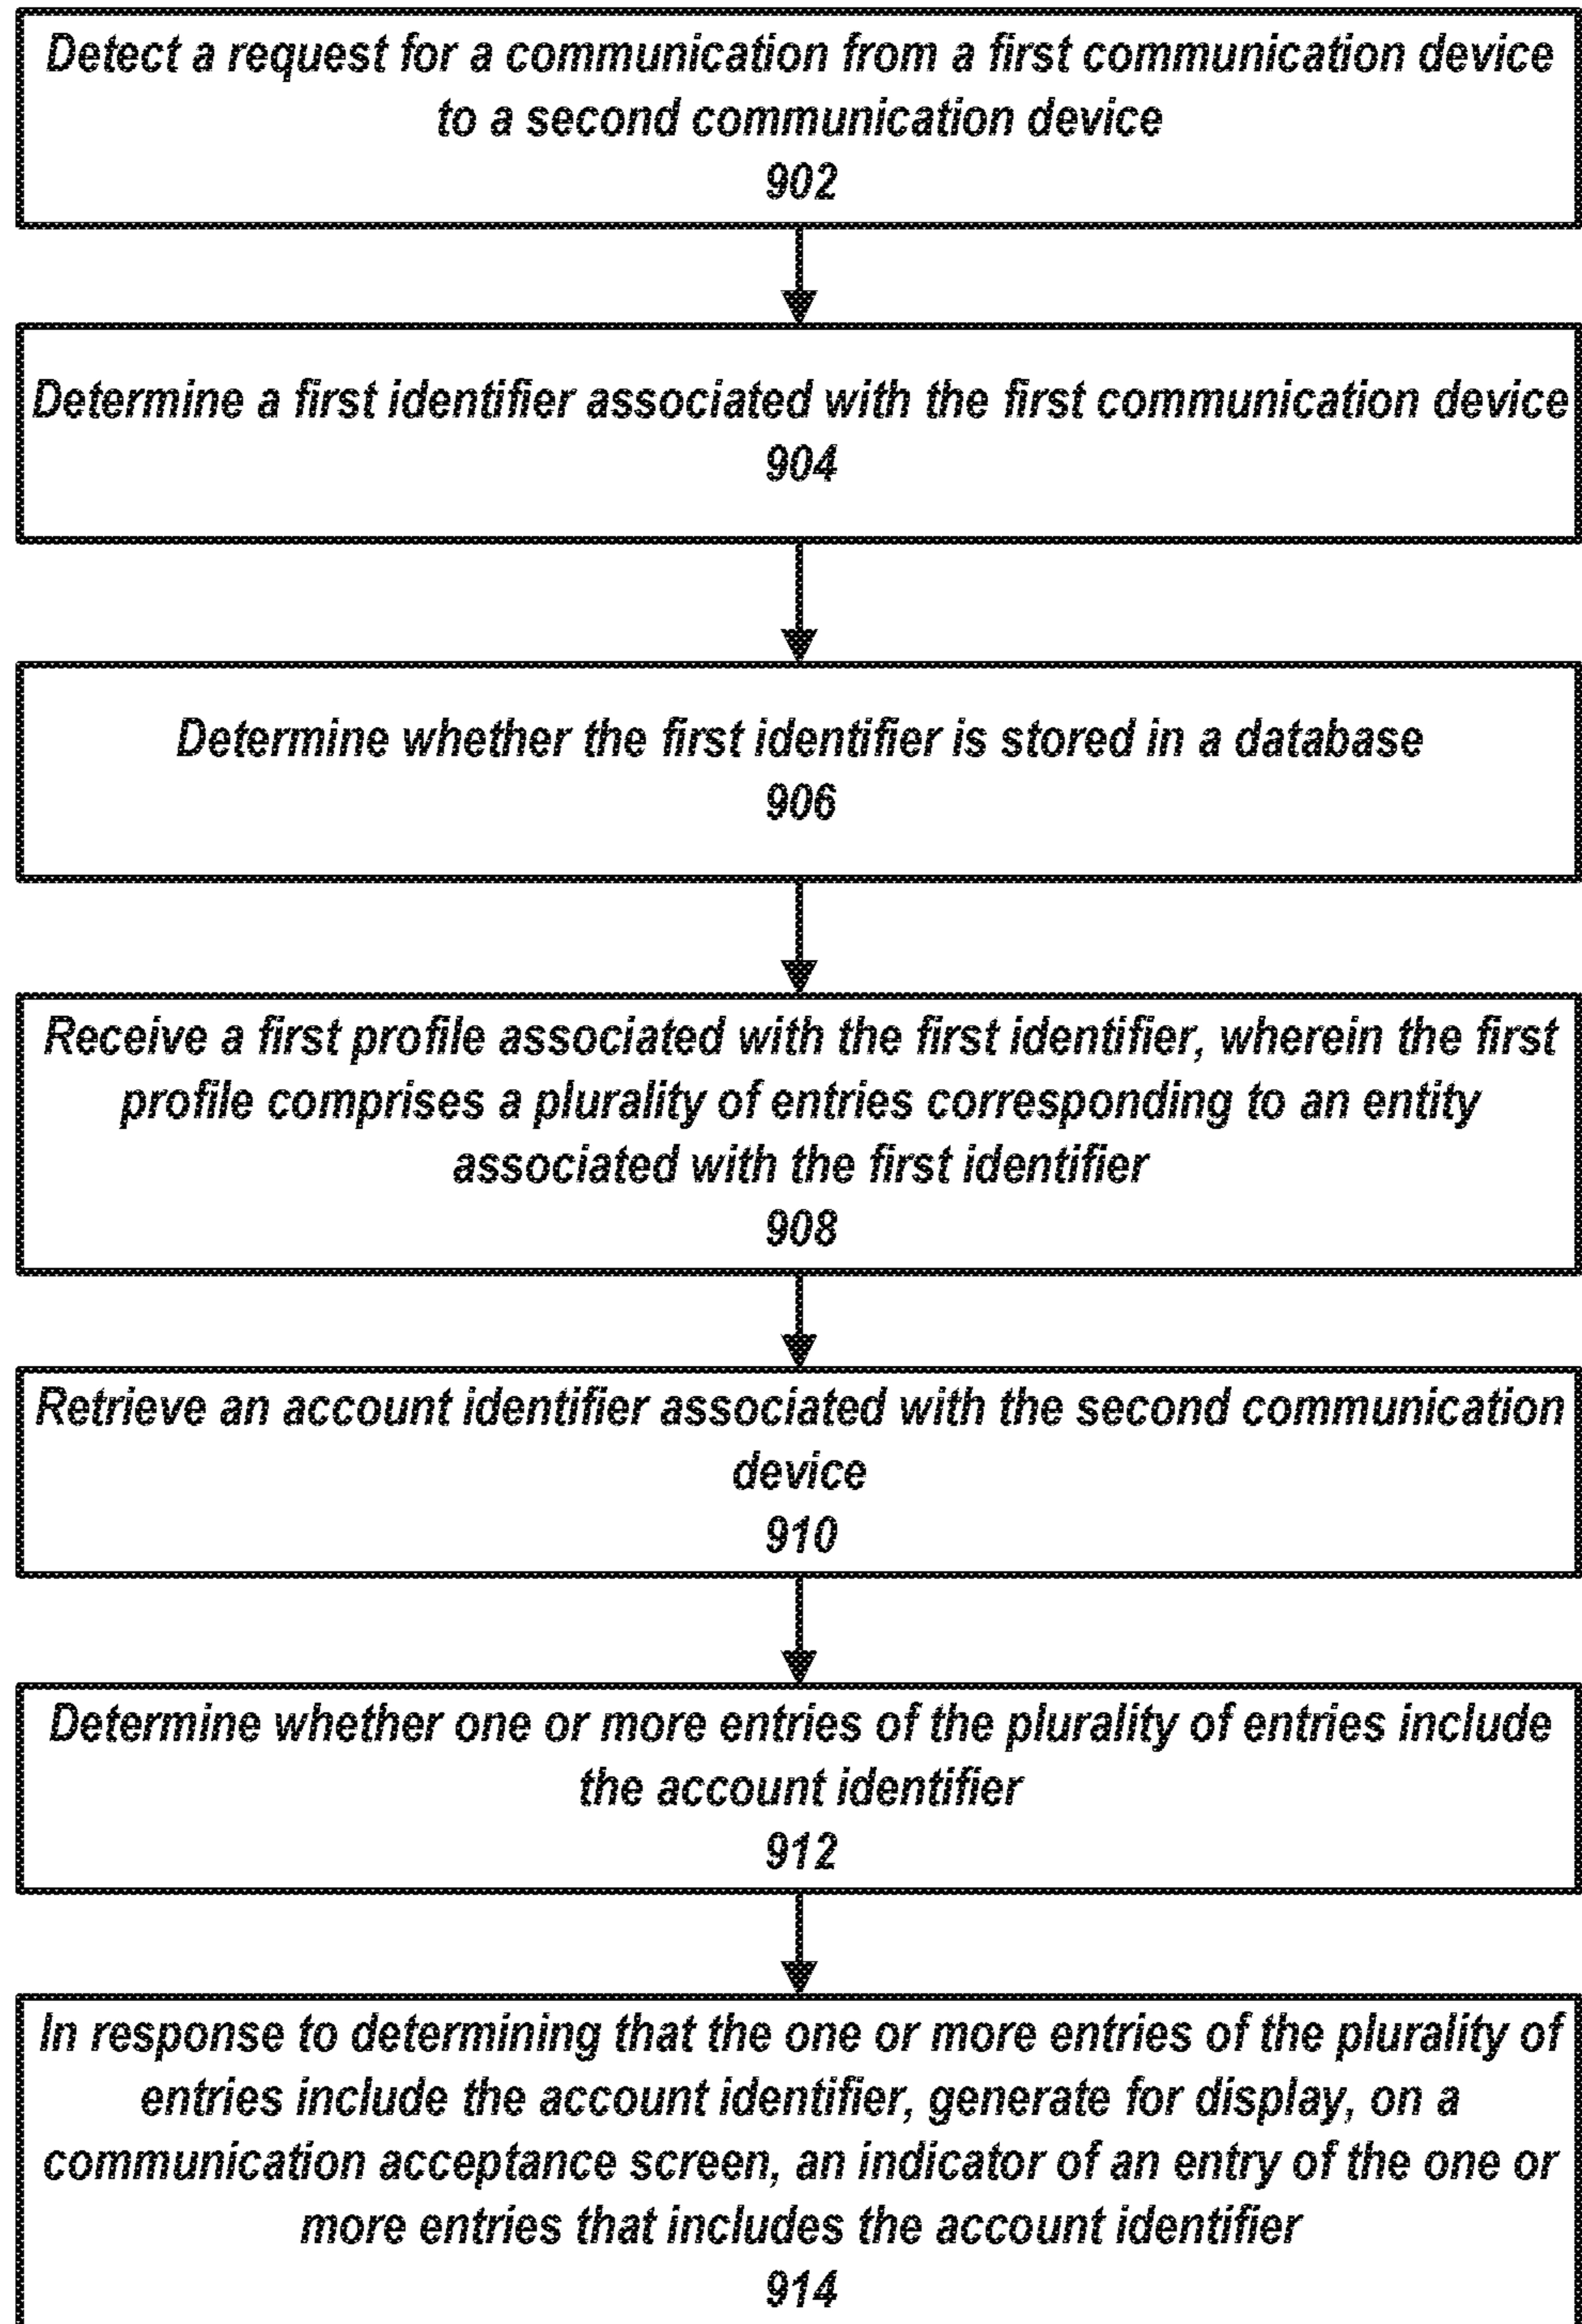 Detect a request for a communication from a first communication device
to a second communication device
902
Determine a first identifier associated with the first communication device
904
Determine whether the first identifier is stored in a database
906
Receive a first profile associated with the first identifier, wherein the first
profile comprises a plurality of entries corresponding to an entity
associated with the first identifier
908
Retrieve an account identifier associated with the second communication
device
910
Determine whether one or more entries of the plurality of entries include
the account identifier
912
In response to determining that the one or more entries of the plurality of
entries include the account identifier, generate for display, on a
communication acceptance screen, an indicator of an entry of the one or
more entries that includes the account identifier
914